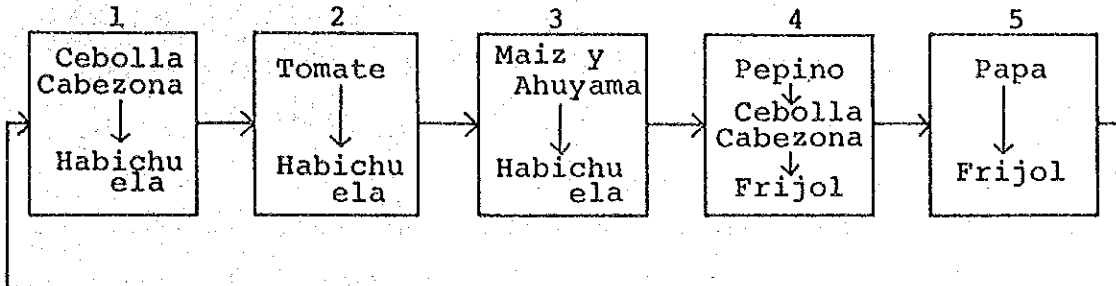 1
Cebolla
Cabezona
Habichu
ela
2
Tomate
Habichu
ela
3
Maiz y
Ahuyama
Habichu
ela
4
Pepino
Cebolla
Cabezona
Frijol
5
Papa
Frijol